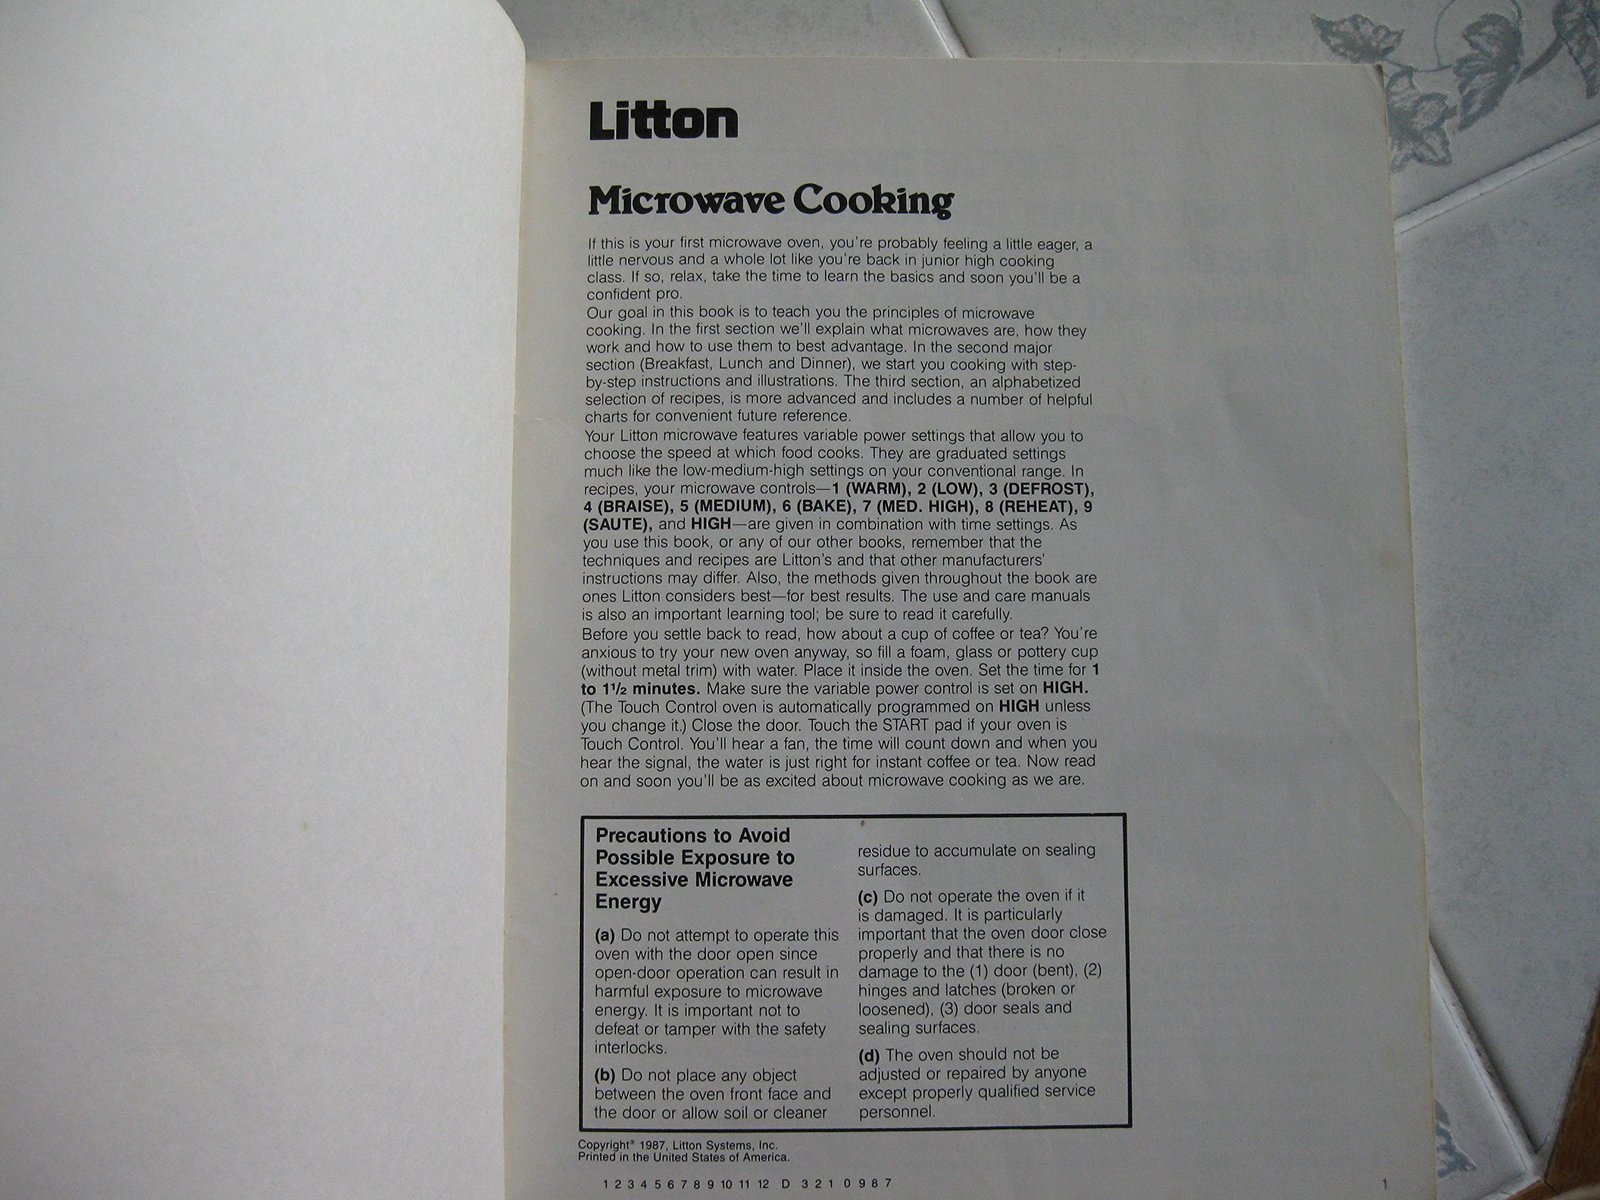 Litton
Microwave Cooking
If this is your first microwave oven, you're probably feeling a little eager, a
little nervous and a whole lot like you're back in junior high cooking
class. If so, relax, take the time to learn the basics and soon you'll be a
confident pro.
Our goal in this book is to teach you the principles of microwave
cooking. In the first section we'll explain what microwaves are, how they
work and how to use them to best advantage. In the second major
section (Breakfast, Lunch and Dinner), we start you cooking with step-
by-step instructions and illustrations. The third section, an alphabetized
selection of recipes, is more advanced and includes a number of helpful
charts for convenient future reference.
Your Litton microwave features variable power settings that allow you to
choose the speed at which food cooks. They are graduated settings
much like the low-medium-high settings on your conventional range. In
recipes, your microwave controls—1 (WARM), 2 (LOW), 3 (DEFROST),
4 (BRAISE), 5 (MEDIUM), 6 (BAKE), 7 (MED. HIGH), 8 (REHEAT), 9
(SAUTE), and HIGH—are given in combination with time settings. As
you use this book, or any of our other books, remember that the
techniques and recipes are Litton's and that other manufacturers'
instructions may differ. Also, the methods given throughout the book are
ones Litton considers best—for best results. The use and care manuals
is also an important learning tool; be sure to read it carefully.
Before you settle back to read, how about a cup of coffee or tea? You're
anxious to try your new oven anyway, so fill a foam, glass or pottery cup
(without metal trim) with water. Place it inside the oven. Set the time for 1
to 1½ minutes. Make sure the variable power control is set on HIGH.
(The Touch Control oven is automatically programmed on HIGH unless
you change it.) Close the door. Touch the START pad if your oven is
Touch Control. You'll hear a fan, the time will count down and when you
hear the signal, the water is just right for instant coffee or tea. Now read
on and soon you'll be as excited about microwave cooking as we are.
Precautions to Avoid
Possible Exposure to
Excessive Microwave
Energy
(a) Do not attempt to operate this
oven with the door open since
open-door operation can result in
harmful exposure to microwave
energy. It is important not to
defeat or tamper with the safety
interlocks.
(b) Do not place any object
between the oven front face and
the door or allow soil or cleaner
residue to accumulate on sealing
surfaces.
(c) Do not operate the oven if it
is damaged. It is particularly
important that the oven door close
properly and that there is no
damage to the (1) door (bent), (2)
hinges and latches (broken or
loosened), (3) door seals and
sealing surfaces.
(d) The oven should not be
adjusted or repaired by anyone
except properly qualified service
personnel.
Copyright® 1987, Litton Systems, Inc.
Printed in the United States of America.
1 2 3 4 5 6 7 8 9 10 11 12 D 3 2 1 0 9 8 7
1